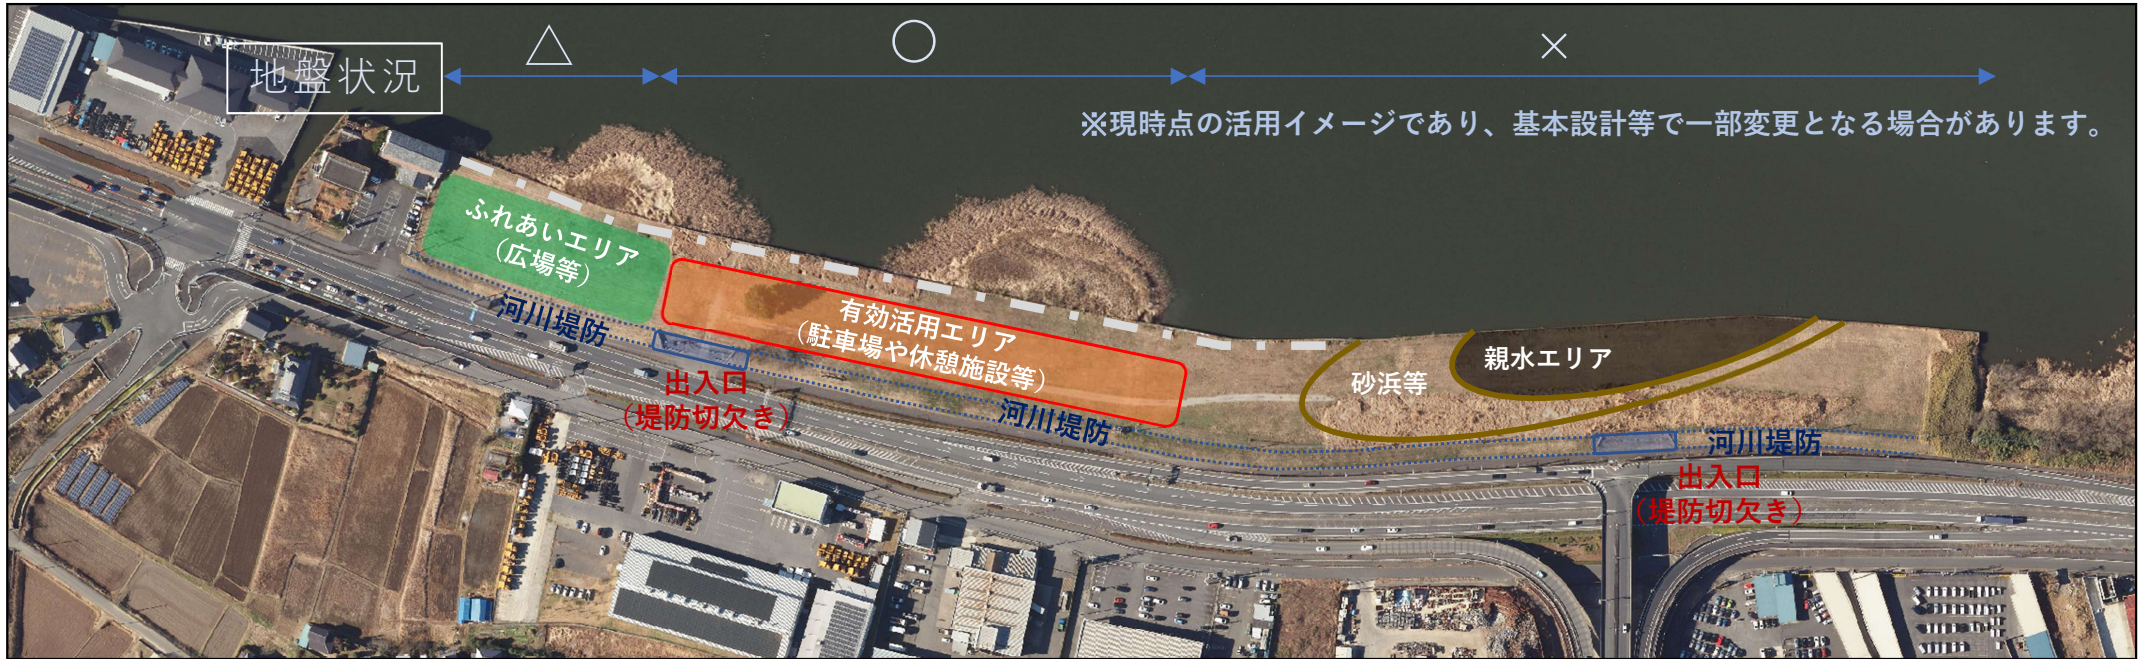 地盤状況
△
○
×
※現時点の活用イメージであり、基本設計等で一部変更となる場合があります。
ふれあいエリア
（広場等）
河川堤防
有効活用エリア
（駐車場や休憩施設等）
出入口
（堤防切欠き）
河川堤防
砂浜等
親水エリア
河川堤防
出入口
（堤防切欠き）